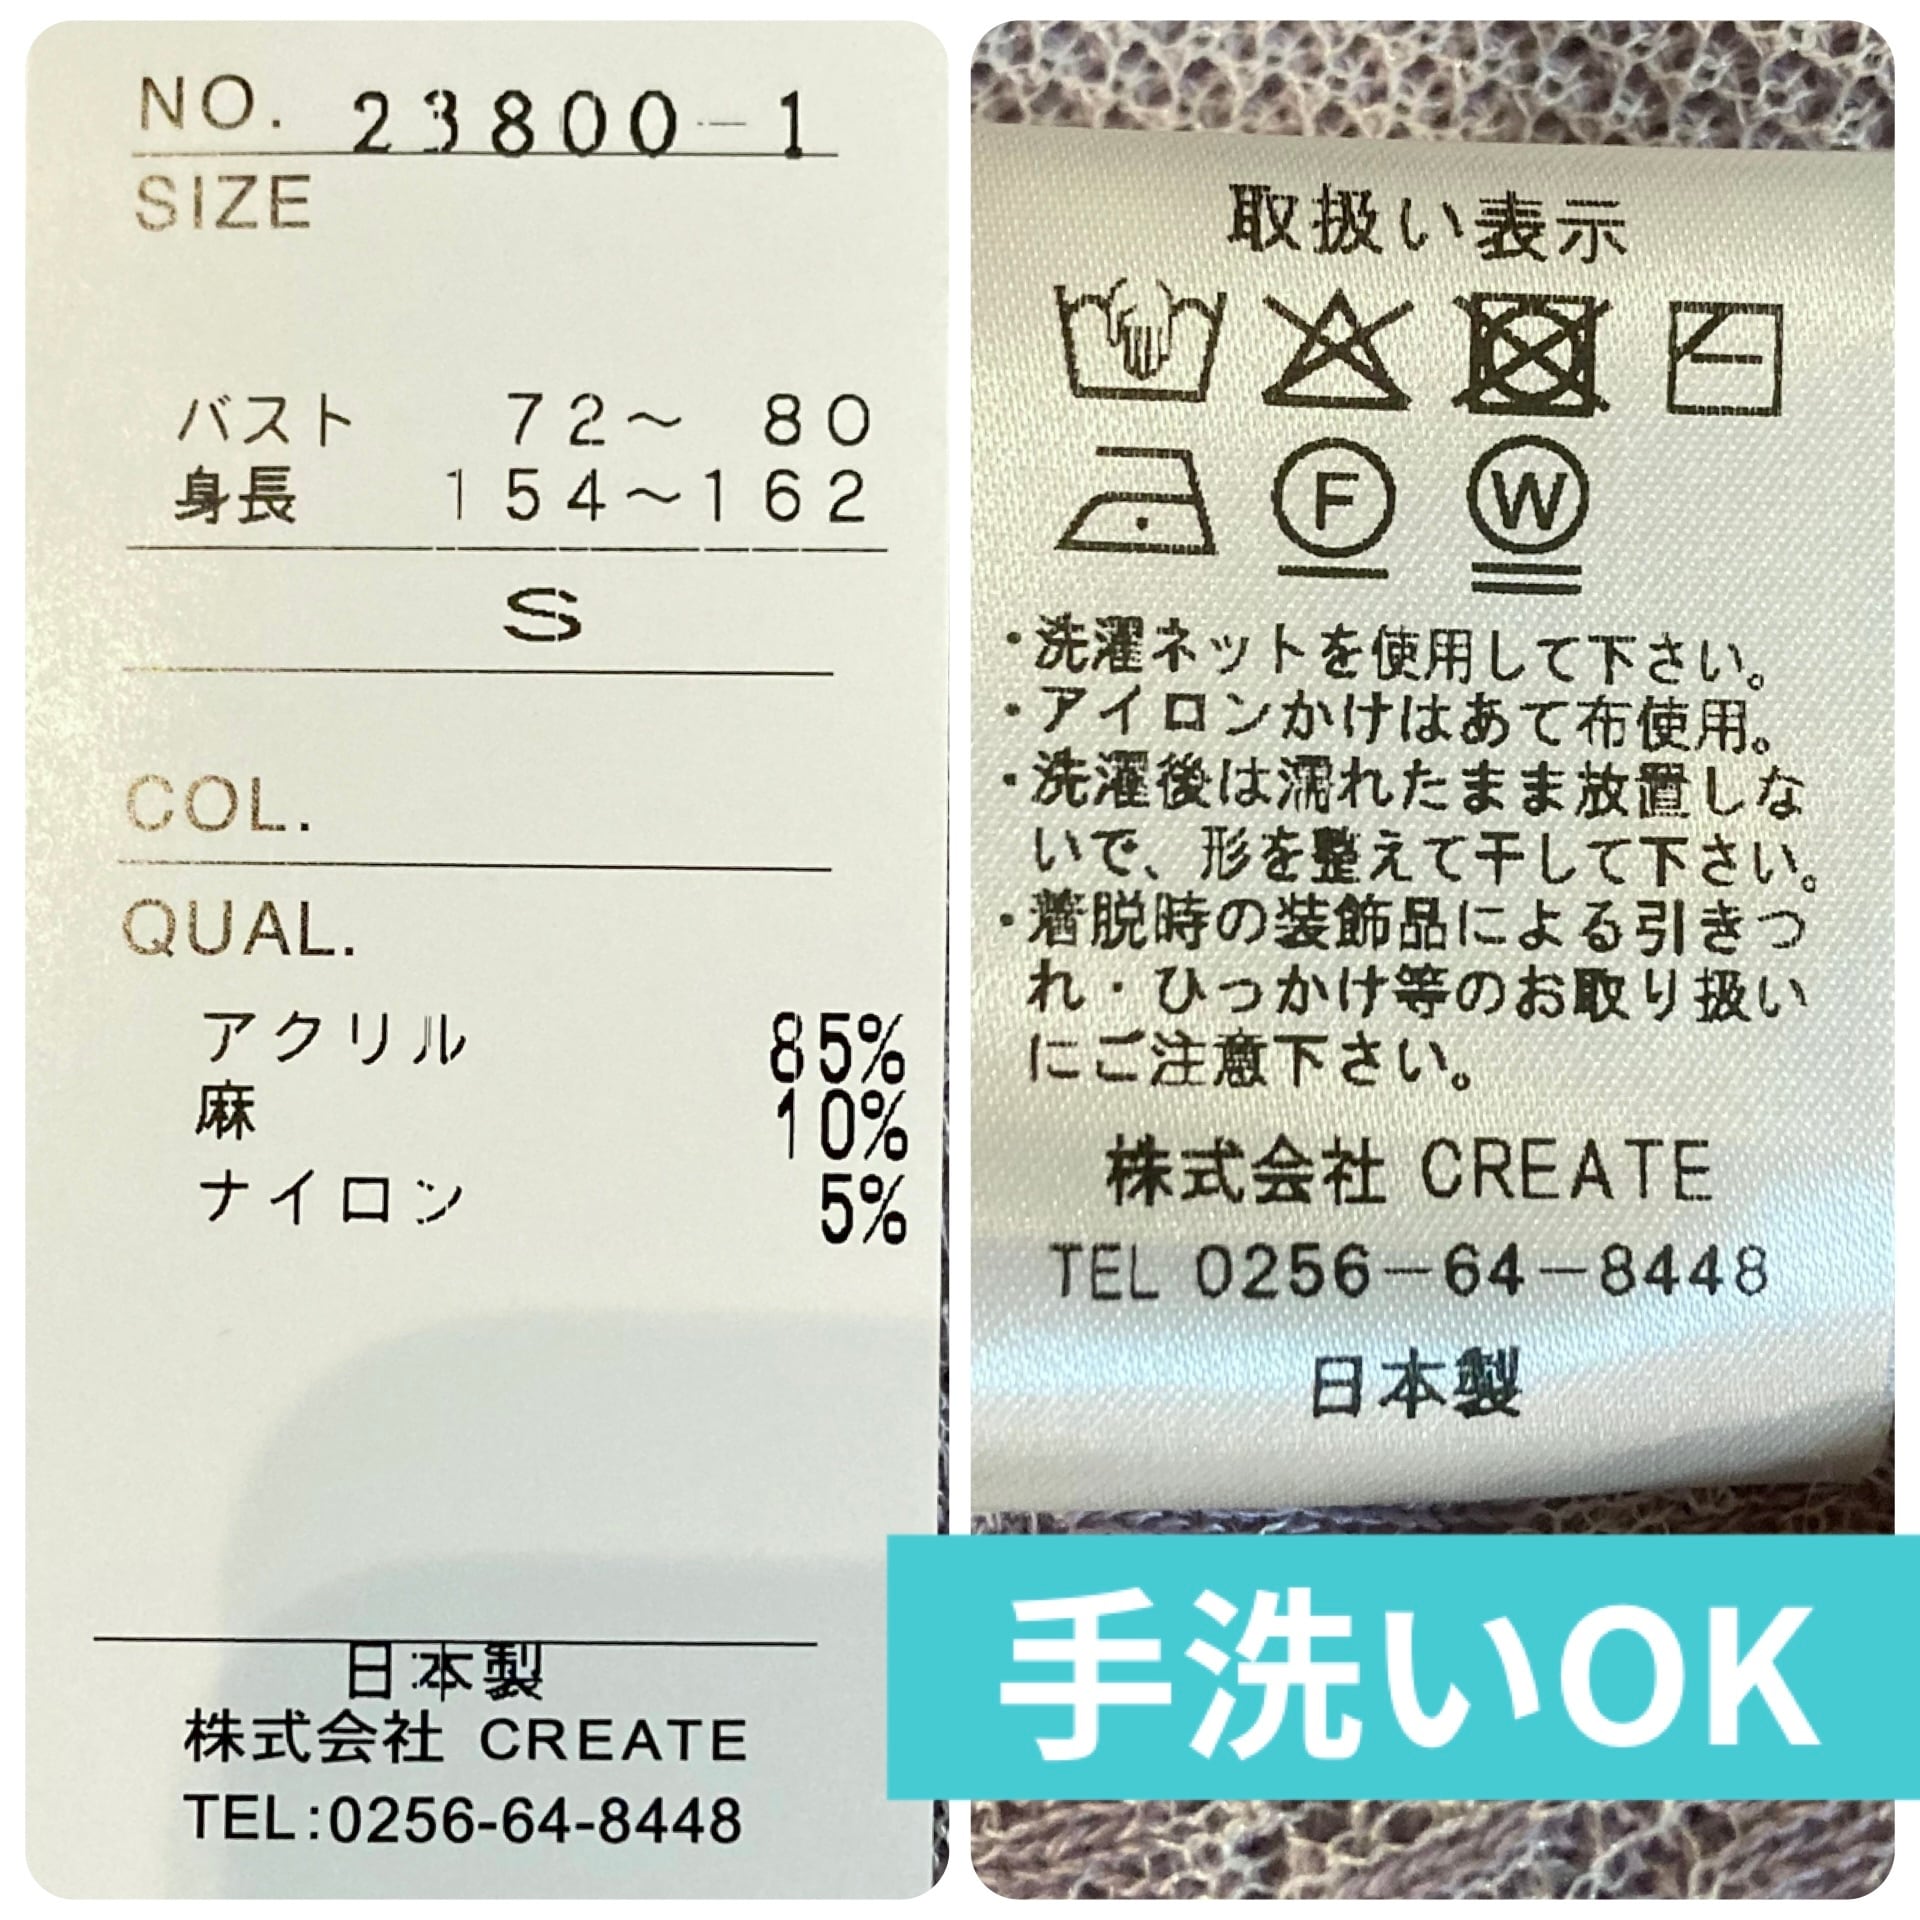 NO. 23800-1
SIZE
バスト 72～ 80
身長 154～162
S
COL.
QUAL.
アクリル 85%
麻 10%
ナイロン 5%
日本製
株式会社 CREATE
TEL:0256-64-8448
取扱い表示
F W
・洗濯ネットを使用して下さい。
・アイロンかけはあて布使用。
・洗濯後は濡れたまま放置しな
いで、形を整えて干して下さい。
・着脱時の装飾品による引きつ
れ・ひっかけ等のお取り扱い
にご注意下さい。
株式会社 CREATE
TEL 0256-64-8448
日本製
手洗いOK